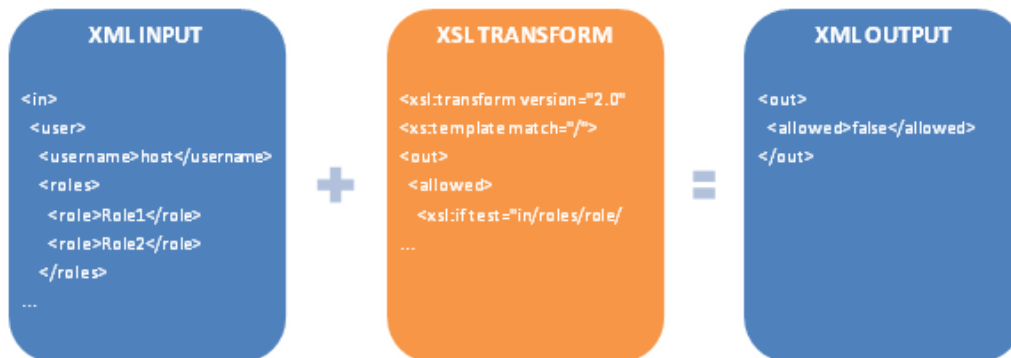 XML INPUT
<in>
<user>
<username>host</username>
<roles>
<role>Role1</role>
<role>Role2</role>
</roles>
...
XSL TRANSFORM
<xsl:transform version="2.0"
<xs:template match="/">
<out>
<allowed>
<xsl:if test="in/roles/role/
...
XML OUTPUT
<out>
<allowed>false</allowed>
</out>